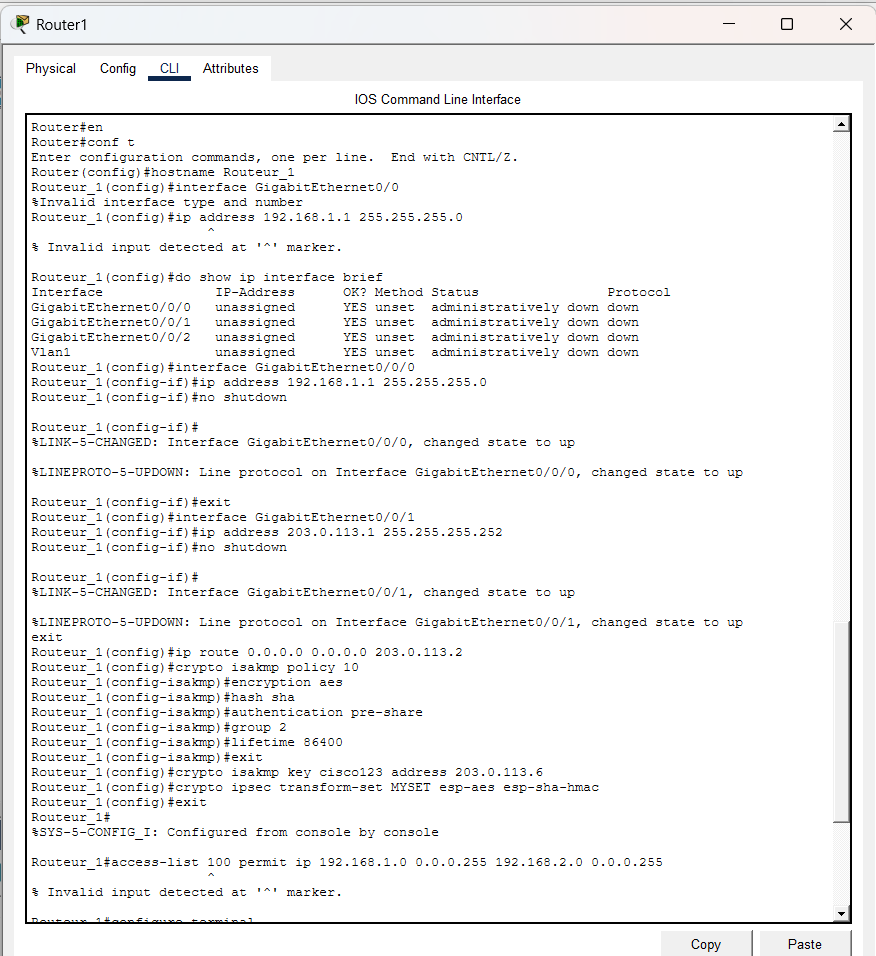 Router1
Physical Config CLI Attributes
IOS Command Line Interface
Router#en
Router#conf t
Enter configuration commands, one per line.  End with CNTL/Z.
Router(config)#hostname Routeur_1
Routeur_1(config)#interface GigabitEthernet0/0
%Invalid interface type and number
Routeur_1(config)#ip address 192.168.1.1 255.255.255.0
^
% Invalid input detected at '^' marker.
Routeur_1(config)#do show ip interface brief
Interface              IP-Address      OK? Method Status                Protocol
GigabitEthernet0/0/0   unassigned      YES unset  administratively down down
GigabitEthernet0/0/1   unassigned      YES unset  administratively down down
GigabitEthernet0/0/2   unassigned      YES unset  administratively down down
Vlan1                  unassigned      YES unset  administratively down down
Routeur_1(config)#interface GigabitEthernet0/0/0
Routeur_1(config-if)#ip address 192.168.1.1 255.255.255.0
Routeur_1(config-if)#no shutdown
Routeur_1(config-if)#
%LINK-5-CHANGED: Interface GigabitEthernet0/0/0, changed state to up
%LINEPROTO-5-UPDOWN: Line protocol on Interface GigabitEthernet0/0/0, changed state to up
Routeur_1(config-if)#exit
Routeur_1(config)#interface GigabitEthernet0/0/1
Routeur_1(config-if)#ip address 203.0.113.1 255.255.255.252
Routeur_1(config-if)#no shutdown
Routeur_1(config-if)#
%LINK-5-CHANGED: Interface GigabitEthernet0/0/1, changed state to up
%LINEPROTO-5-UPDOWN: Line protocol on Interface GigabitEthernet0/0/1, changed state to up
exit
Routeur_1(config)#ip route 0.0.0.0 0.0.0.0 203.0.113.2
Routeur_1(config)#crypto isakmp policy 10
Routeur_1(config-isakmp)#encryption aes
Routeur_1(config-isakmp)#hash sha
Routeur_1(config-isakmp)#authentication pre-share
Routeur_1(config-isakmp)#group 2
Routeur_1(config-isakmp)#lifetime 86400
Routeur_1(config-isakmp)#exit
Routeur_1(config)#crypto isakmp key cisco123 address 203.0.113.6
Routeur_1(config)#crypto ipsec transform-set MYSET esp-aes esp-sha-hmac
Routeur_1(config)#exit
Routeur_1#
%SYS-5-CONFIG_I: Configured from console by console
Routeur_1#access-list 100 permit ip 192.168.1.0 0.0.0.255 192.168.2.0 0.0.0.255
^
% Invalid input detected at '^' marker.
Routeur_1#configure terminal
Copy Paste